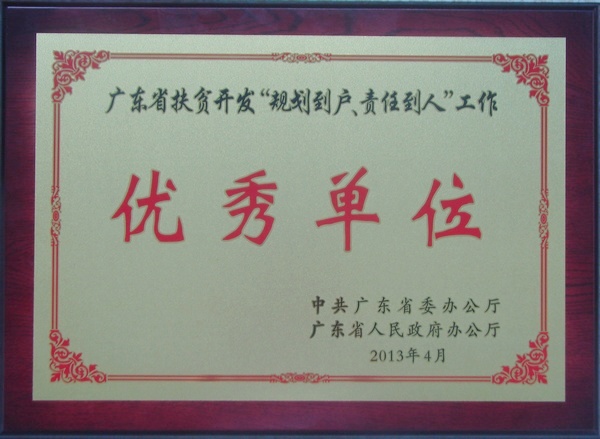 广东省扶贫开发“规划到户、责任到人”工作
优秀单位
中共广东省委办公厅
广东省人民政府办公厅
2013年4月